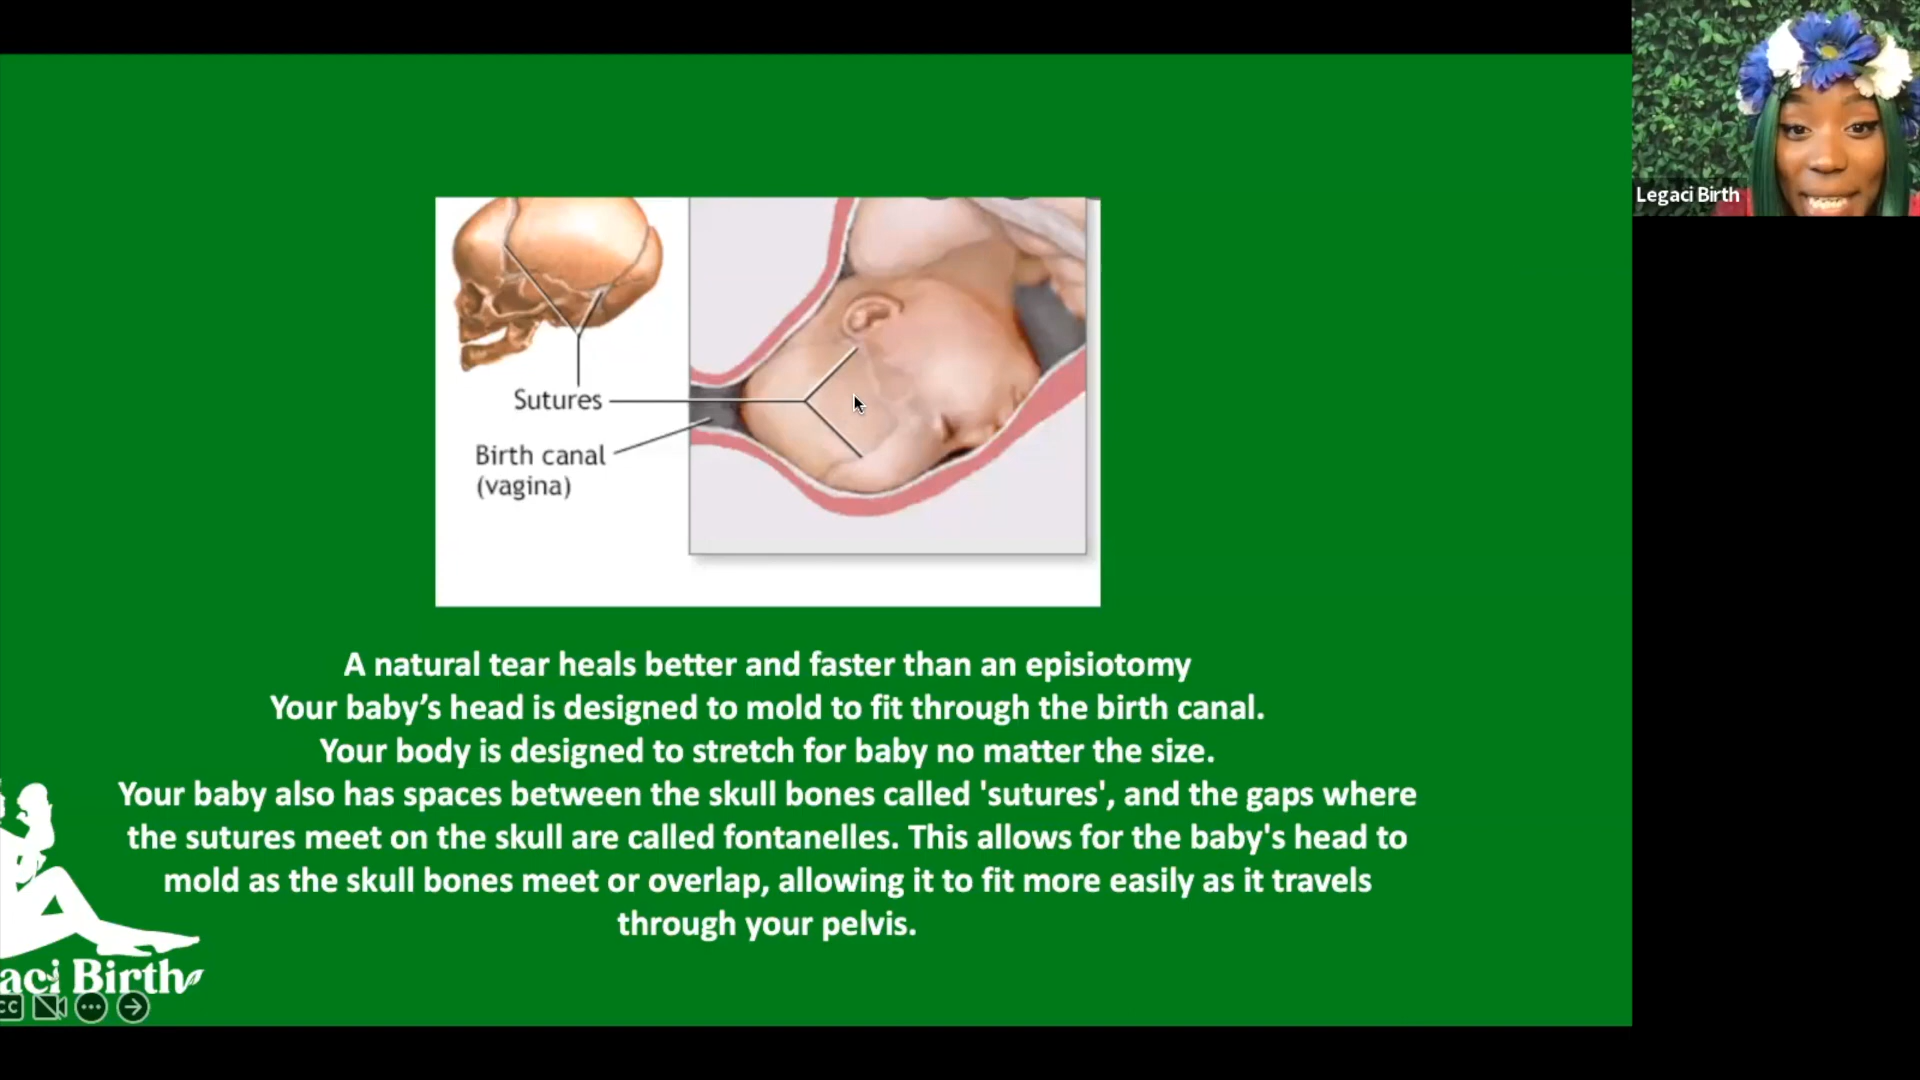 Legaci Birth
Sutures
Birth canal
(vagina)
A natural tear heals better and faster than an episiotomy
Your baby’s head is designed to mold to fit through the birth canal.
Your body is designed to stretch for baby no matter the size.
Your baby also has spaces between the skull bones called 'sutures', and the gaps where
the sutures meet on the skull are called fontanelles. This allows for the baby's head to
mold as the skull bones meet or overlap, allowing it to fit more easily as it travels
through your pelvis.
aci Birth
CC